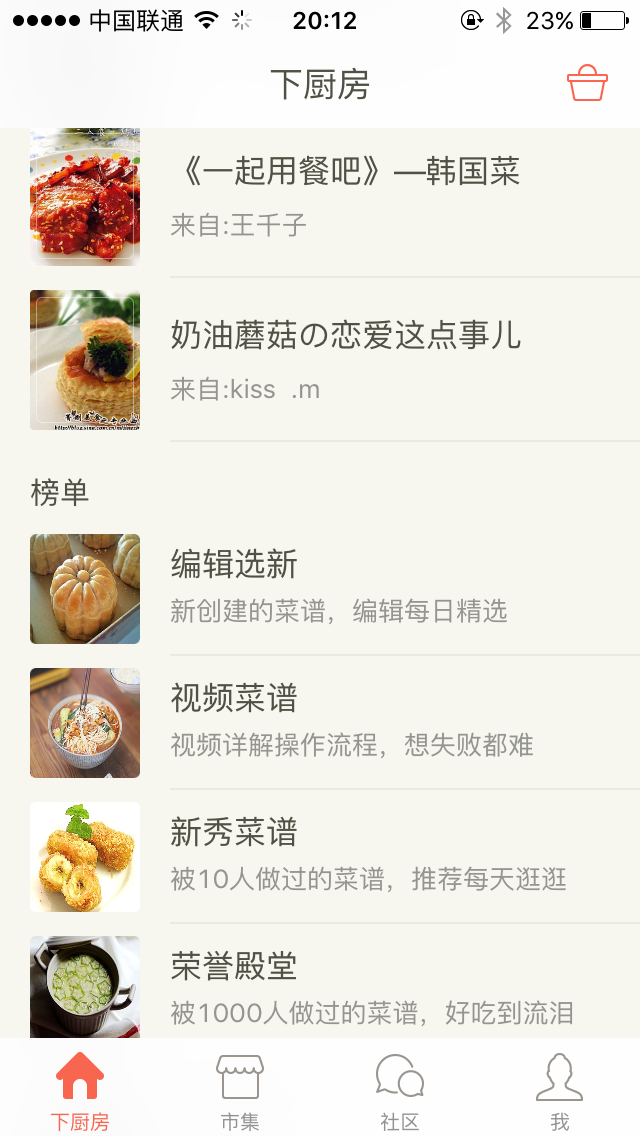 中国联通
20:12
23%
下厨房
《一起用餐吧》—韩国菜
来自:王千子
奶油蘑菇の恋爱这点事儿
来自:kiss .m
榜单
编辑选新
新创建的菜谱，编辑每日精选
视频菜谱
视频详解操作流程，想失败都难
新秀菜谱
被10人做过的菜谱，推荐每天逛逛
荣誉殿堂
被1000人做过的菜谱，好吃到流泪
下厨房
市集
社区
我